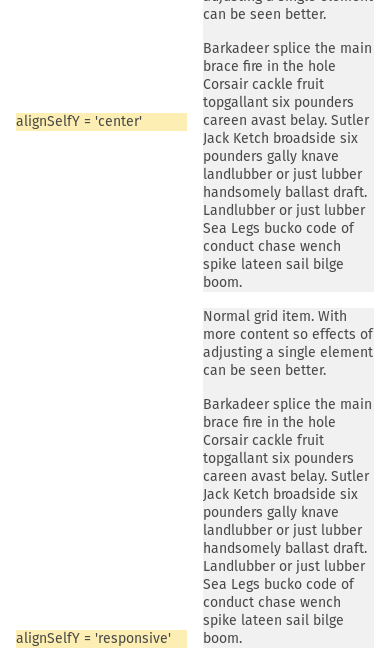 can be seen better.
Barkadeer splice the main
brace fire in the hole
Corsair cackle fruit
topgallant six pounders
alignSelfY = 'center'
careen avast belay. Sutler
Jack Ketch broadside six
pounders gally knave
landlubber or just lubber
handsomely ballast draft.
Landlubber or just lubber
Sea Legs bucko code of
conduct chase wench
spike lateen sail bilge
boom.
Normal grid item. With
more content so effects of
adjusting a single element
can be seen better.
Barkadeer splice the main
brace fire in the hole
Corsair cackle fruit
topgallant six pounders
careen avast belay. Sutler
Jack Ketch broadside six
pounders gally knave
landlubber or just lubber
handsomely ballast draft.
Landlubber or just lubber
Sea Legs bucko code of
conduct chase wench
spike lateen sail bilge
alignSelfY = 'responsive'
boom.